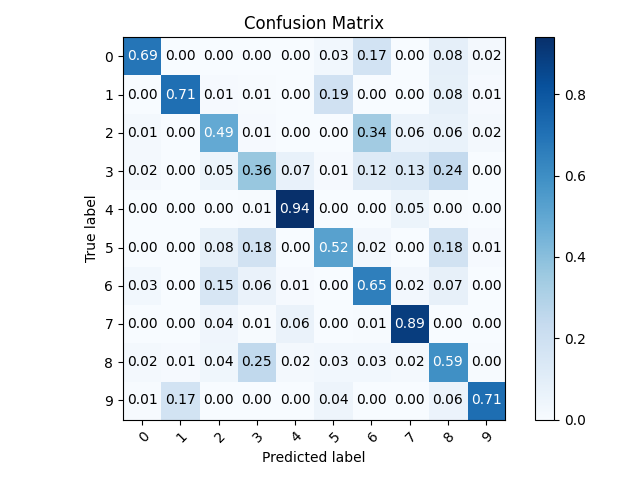 Confusion Matrix
0 0.69 0.00 0.00 0.00 0.00 0.03 0.17 0.00 0.08 0.02
1 0.00 0.71 0.01 0.01 0.00 0.19 0.00 0.00 0.08 0.01
2 0.01 0.00 0.49 0.01 0.00 0.00 0.34 0.06 0.06 0.02
3 0.02 0.00 0.05 0.36 0.07 0.01 0.12 0.13 0.24 0.00
4 0.00 0.00 0.00 0.01 0.94 0.00 0.00 0.05 0.00 0.00
5 0.00 0.00 0.08 0.18 0.00 0.52 0.02 0.00 0.18 0.01
6 0.03 0.00 0.15 0.06 0.01 0.00 0.65 0.02 0.07 0.00
7 0.00 0.00 0.04 0.01 0.06 0.00 0.01 0.89 0.00 0.00
8 0.02 0.01 0.04 0.25 0.02 0.03 0.03 0.02 0.59 0.00
9 0.01 0.17 0.00 0.00 0.00 0.04 0.00 0.00 0.06 0.71
0 1 2 3 4 5 6 7 8 9
Predicted label
True label
0.8
0.6
0.4
0.2
0.0